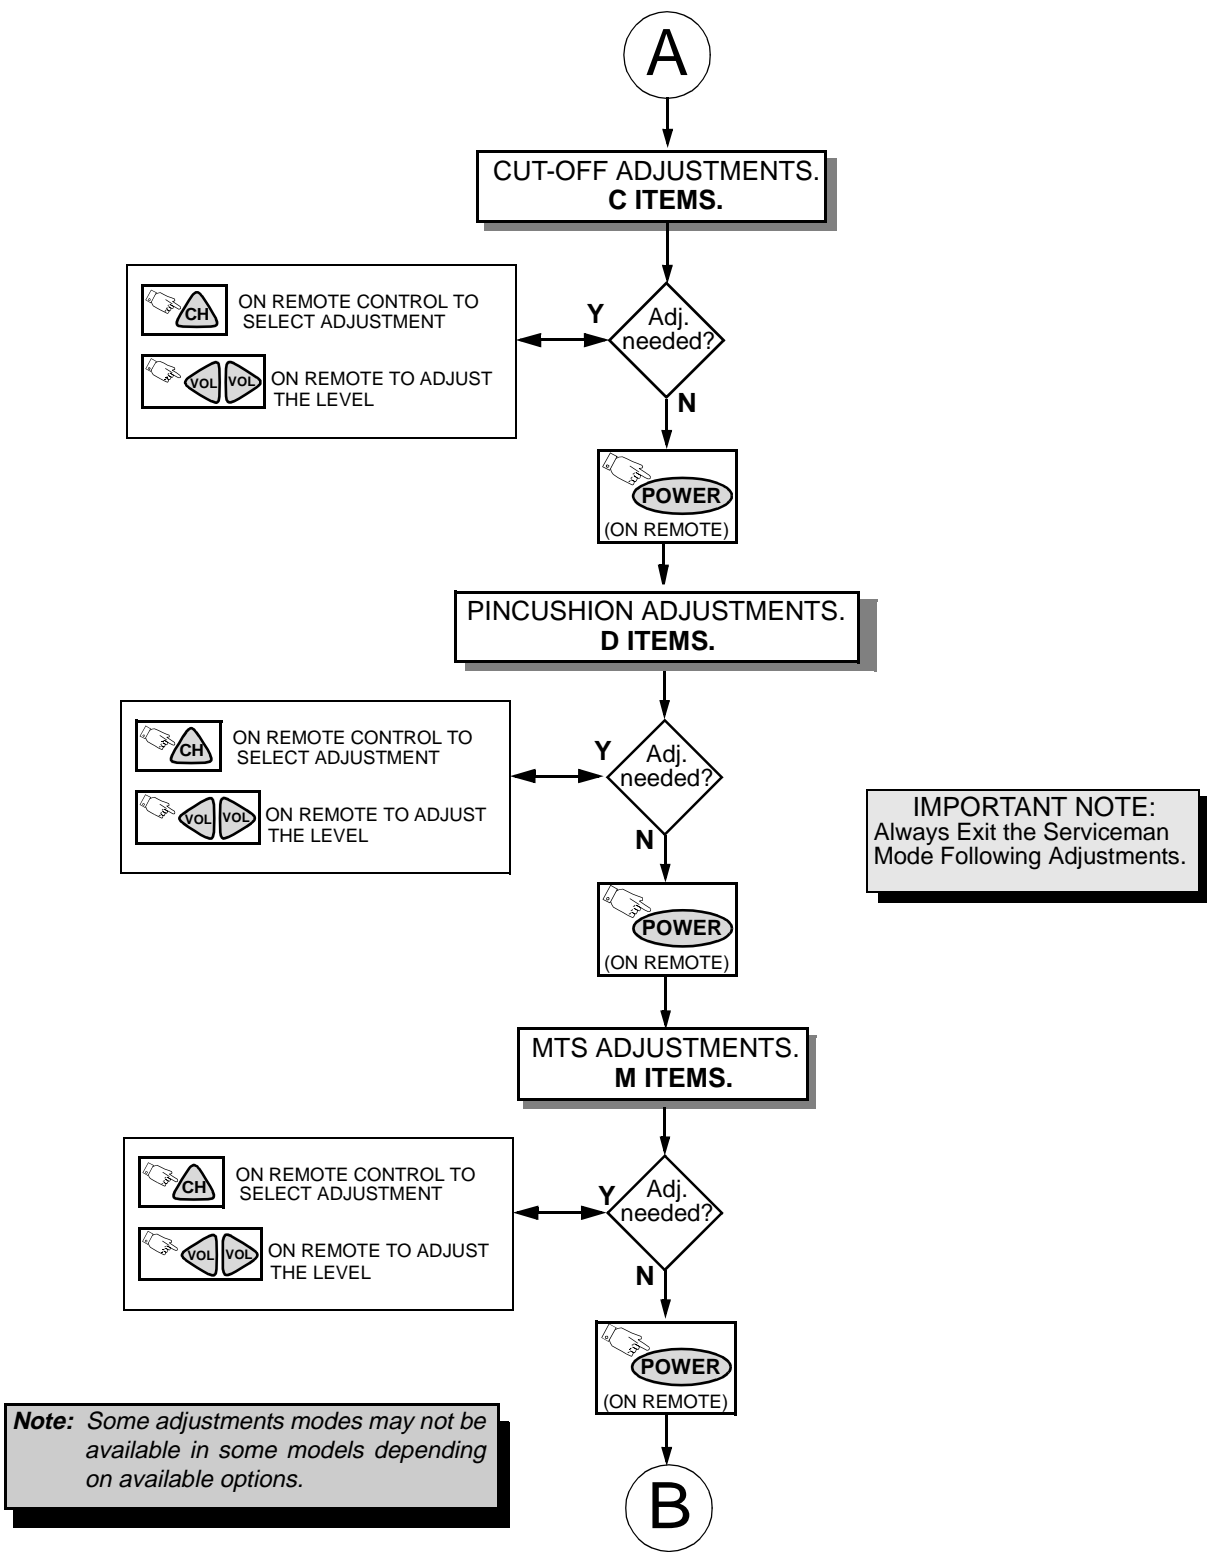 A
CUT-OFF ADJUSTMENTS.
C ITEMS.
CH
ON REMOTE CONTROL TO
SELECT ADJUSTMENT
VOL VOL
ON REMOTE TO ADJUST
THE LEVEL
Y
Adj.
needed?
N
POWER
(ON REMOTE)
PINCUSHION ADJUSTMENTS.
D ITEMS.
CH
ON REMOTE CONTROL TO
SELECT ADJUSTMENT
VOL VOL
ON REMOTE TO ADJUST
THE LEVEL
Y
Adj.
needed?
N
IMPORTANT NOTE:
Always Exit the Serviceman
Mode Following Adjustments.
POWER
(ON REMOTE)
MTS ADJUSTMENTS.
M ITEMS.
CH
ON REMOTE CONTROL TO
SELECT ADJUSTMENT
VOL VOL
ON REMOTE TO ADJUST
THE LEVEL
Y
Adj.
needed?
N
POWER
(ON REMOTE)
Note: Some adjustments modes may not be
available in some models depending
on available options.
B